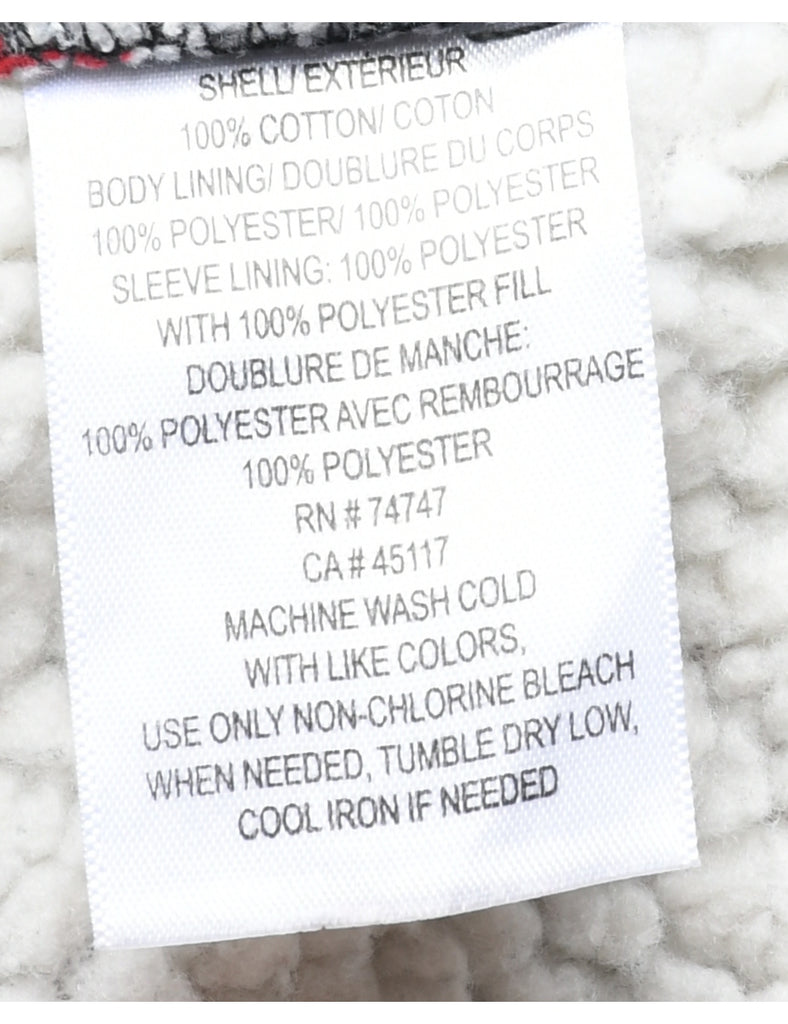 SHELL/ EXTÉRIEUR
100% COTTON/ COTON
BODY LINING/ DOUBLURE DU CORPS
100% POLYESTER/ 100% POLYESTER
SLEEVE LINING: 100% POLYESTER
WITH 100% POLYESTER FILL
DOUBLURE DE MANCHE:
100% POLYESTER AVEC REMBOURRAGE
100% POLYESTER
RN # 74747
CA # 45117
MACHINE WASH COLD
WITH LIKE COLORS,
USE ONLY NON-CHLORINE BLEACH
WHEN NEEDED, TUMBLE DRY LOW,
COOL IRON IF NEEDED